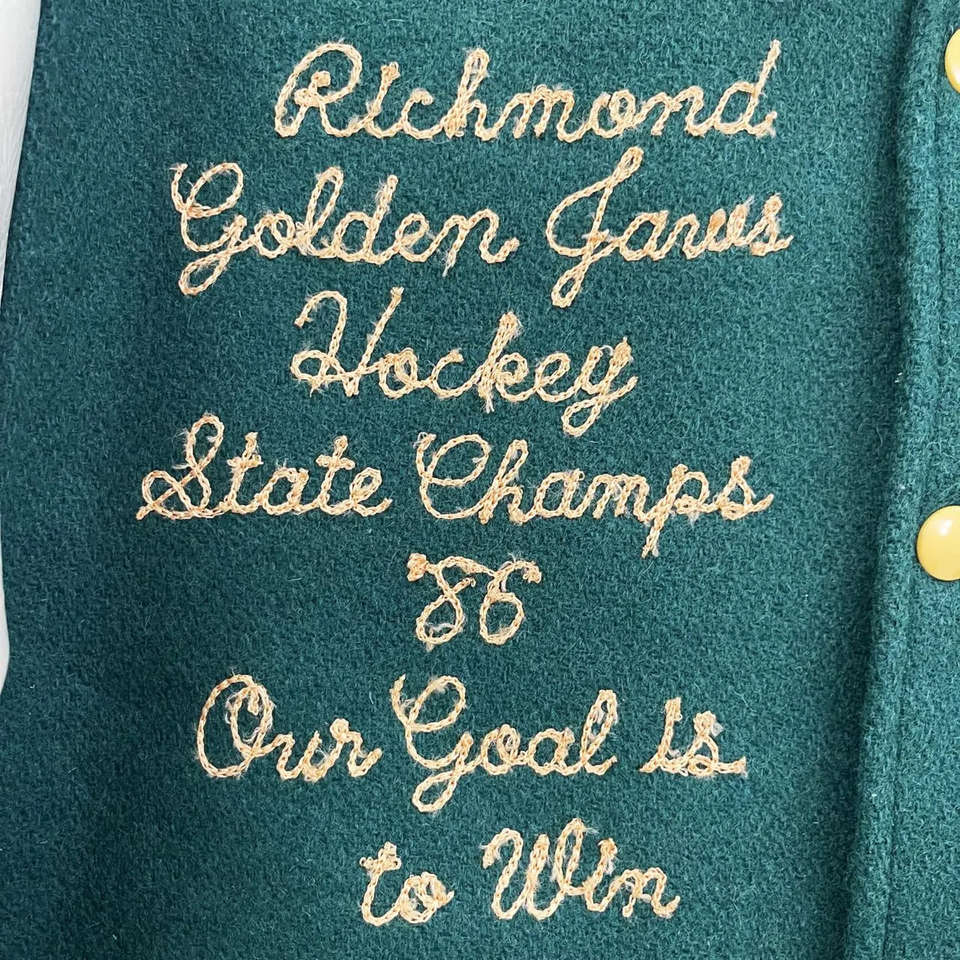 Richmond
Golden Jaws
Hockey
State Champs
86
Our Goal is
to Win